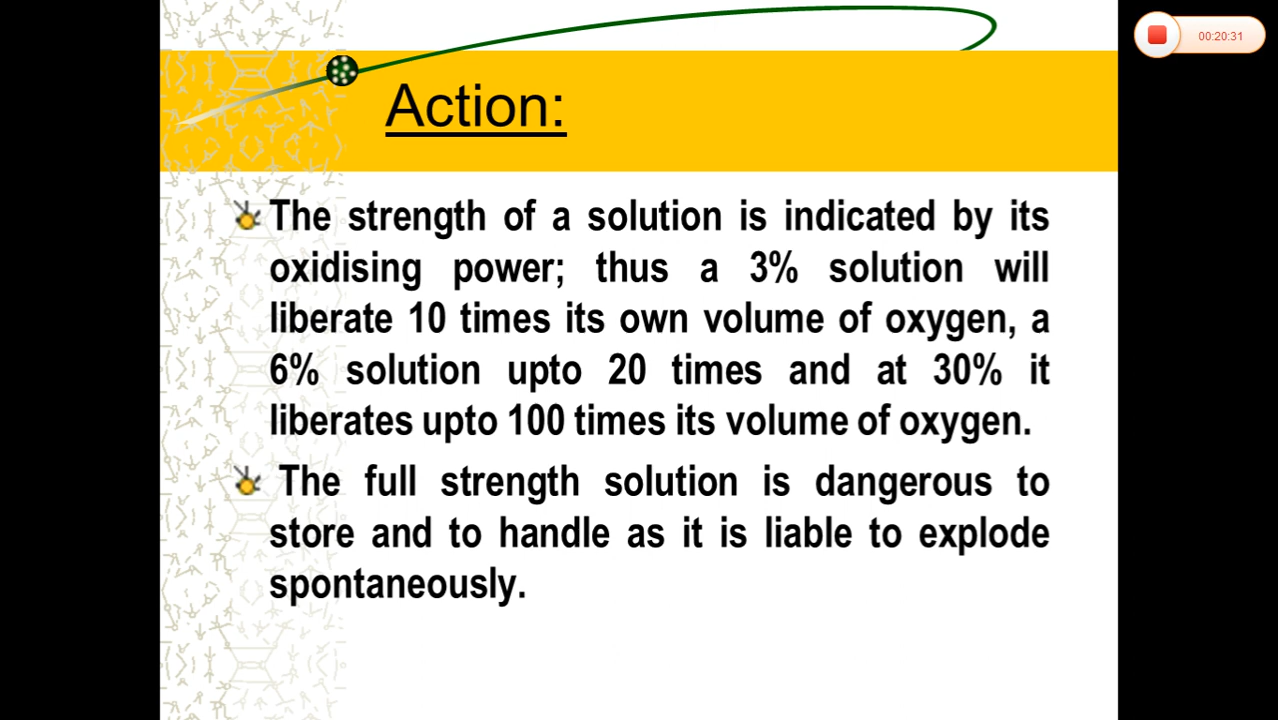 00:20:31
Action:
The strength of a solution is indicated by its
oxidising power; thus a 3% solution will
liberate 10 times its own volume of oxygen, a
6% solution upto 20 times and at 30% it
liberates upto 100 times its volume of oxygen.
The full strength solution is dangerous to
store and to handle as it is liable to explode
spontaneously.